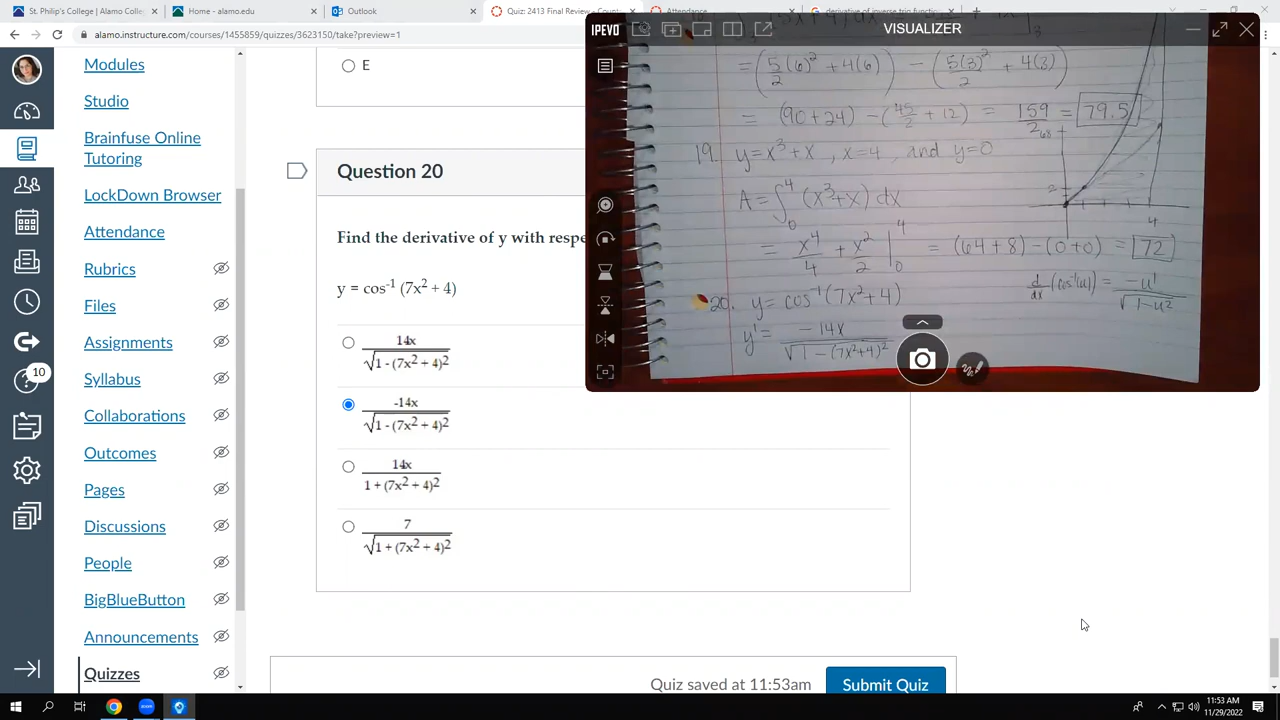 St. Philip's College | Alamo Colle
Home - alamo.edu
Outlook
Quiz: 2413 Final Review - Count
Attendance
derivative of inverse trig functio
alamo.instructure.com/courses/1455859/quizzes/3623150/take?preview=1
IPEVO
VISUALIZER
Modules
Studio
Brainfuse Online
Tutoring
LockDown Browser
Attendance
Rubrics
Files
Assignments
10
Syllabus
Collaborations
Outcomes
Pages
Discussions
People
BigBlueButton
Announcements
Quizzes
E
Question 20
Find the derivative of y with respe
y = cos⁻¹ (7x² + 4)
14x / √(1 - (7x² + 4)²)
-14x / √(1 - (7x² + 4)²)
14x / 1 + (7x² + 4)²
7 / √(1 + (7x² + 4)²)
= (5(6)²/2 + 4(6)) - (5(3)²/2 + 4(3))
= (90+24) - (45/2 + 12) = 159/2 = 79.5
19. y=x³+x, x=4, and y=0
A = ∫₀⁴ (x³+x) dx
= x⁴/4 + x²/2 |₀⁴ = (64+8) - (0+0) = 72
68
2
4
20. y = cos⁻¹(7x²+4)
d/dx (cos⁻¹(u)) = -u' / √(1-u²)
y' = -14x / √(1-(7x²+4)²)
Quiz saved at 11:53am
Submit Quiz
zoom
11:53 AM
11/29/2022